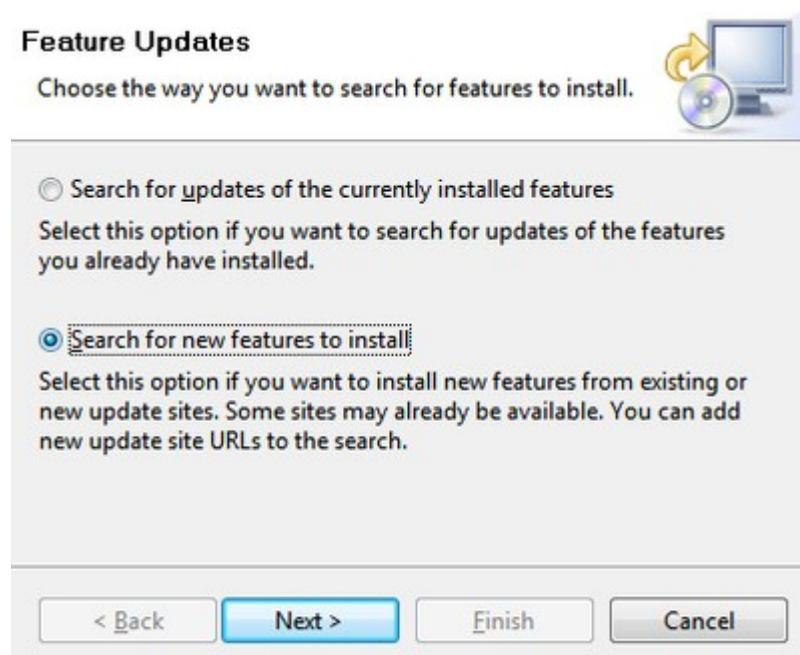 Feature Updates
Choose the way you want to search for features to install.
Search for updates of the currently installed features
Select this option if you want to search for updates of the features
you already have installed.
Search for new features to install
Select this option if you want to install new features from existing or
new update sites. Some sites may already be available. You can add
new update site URLs to the search.
< Back Next > Finish Cancel